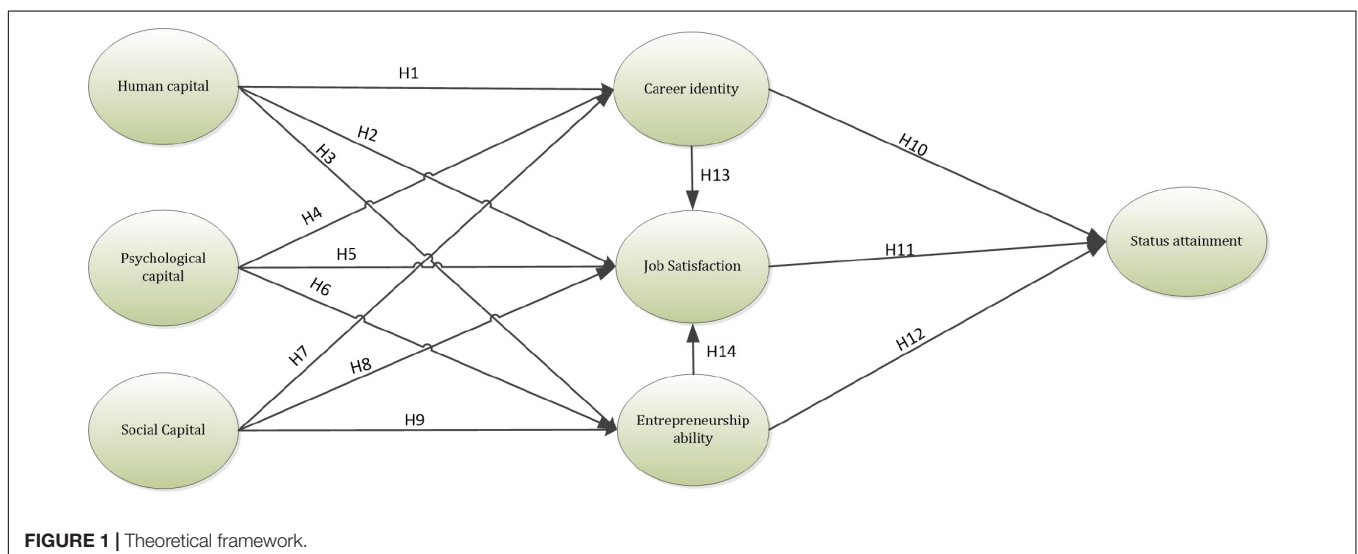 Human capital
H1
Career identity
H2
H3
H10
H13
H4
Psychological
capital
H5
Job Satisfaction
H11
Status attainment
H6
H7
H8
H14
H12
Social Capital
H9
Entrepreneurship
ability
FIGURE 1 | Theoretical framework.